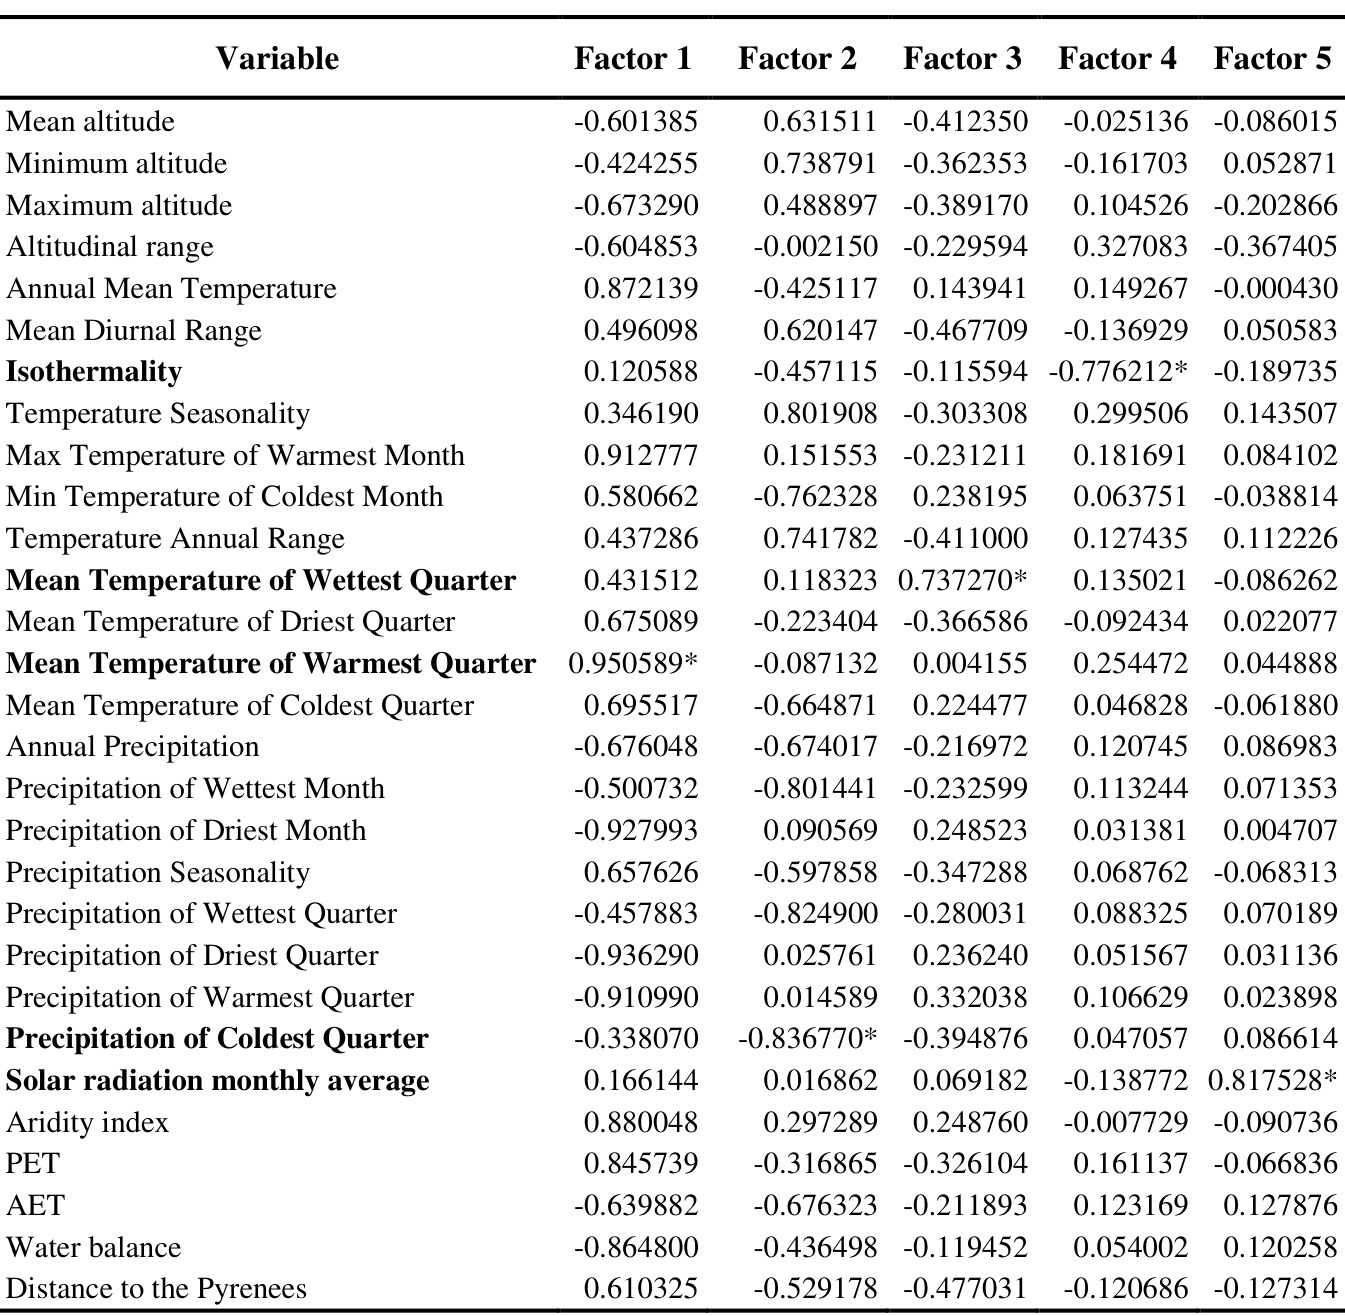 Variable Factor 1 Factor 2 Factor 3 Factor 4 Factor 5
Mean altitude -0.601385 0.631511 -0.412350 -0.025136 -0.086015
Minimum altitude -0.424255 0.738791 -0.362353 -0.161703 0.052871
Maximum altitude -0.673290 0.488897 -0.389170 0.104526 -0.202866
Altitudinal range -0.604853 -0.002150 -0.229594 0.327083 -0.367405
Annual Mean Temperature 0.872139 -0.425117 0.143941 0.149267 -0.000430
Mean Diurnal Range 0.496098 0.620147 -0.467709 -0.136929 0.050583
Isothermality 0.120588 -0.457115 -0.115594 -0.776212* -0.189735
Temperature Seasonality 0.346190 0.801908 -0.303308 0.299506 0.143507
Max Temperature of Warmest Month 0.912777 0.151553 -0.231211 0.181691 0.084102
Min Temperature of Coldest Month 0.580662 -0.762328 0.238195 0.063751 -0.038814
Temperature Annual Range 0.437286 0.741782 -0.411000 0.127435 0.112226
Mean Temperature of Wettest Quarter 0.431512 0.118323 0.737270* 0.135021 -0.086262
Mean Temperature of Driest Quarter 0.675089 -0.223404 -0.366586 -0.092434 0.022077
Mean Temperature of Warmest Quarter 0.950589* -0.087132 0.004155 0.254472 0.044888
Mean Temperature of Coldest Quarter 0.695517 -0.664871 0.224477 0.046828 -0.061880
Annual Precipitation -0.676048 -0.674017 -0.216972 0.120745 0.086983
Precipitation of Wettest Month -0.500732 -0.801441 -0.232599 0.113244 0.071353
Precipitation of Driest Month -0.927993 0.090569 0.248523 0.031381 0.004707
Precipitation Seasonality 0.657626 -0.597858 -0.347288 0.068762 -0.068313
Precipitation of Wettest Quarter -0.457883 -0.824900 -0.280031 0.088325 0.070189
Precipitation of Driest Quarter -0.936290 0.025761 0.236240 0.051567 0.031136
Precipitation of Warmest Quarter -0.910990 0.014589 0.332038 0.106629 0.023898
Precipitation of Coldest Quarter -0.338070 -0.836770* -0.394876 0.047057 0.086614
Solar radiation monthly average 0.166144 0.016862 0.069182 -0.138772 0.817528*
Aridity index 0.880048 0.297289 0.248760 -0.007729 -0.090736
PET 0.845739 -0.316865 -0.326104 0.161137 -0.066836
AET -0.639882 -0.676323 -0.211893 0.123169 0.127876
Water balance -0.864800 -0.436498 -0.119452 0.054002 0.120258
Distance to the Pyrenees 0.610325 -0.529178 -0.477031 -0.120686 -0.127314